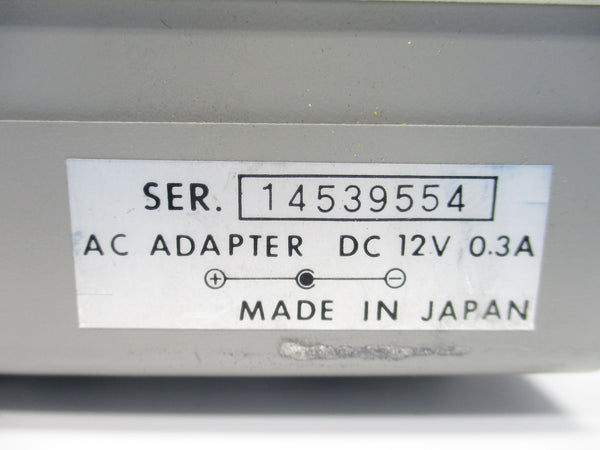 SER. 14539554
AC ADAPTER DC 12V 0.3A
MADE IN JAPAN